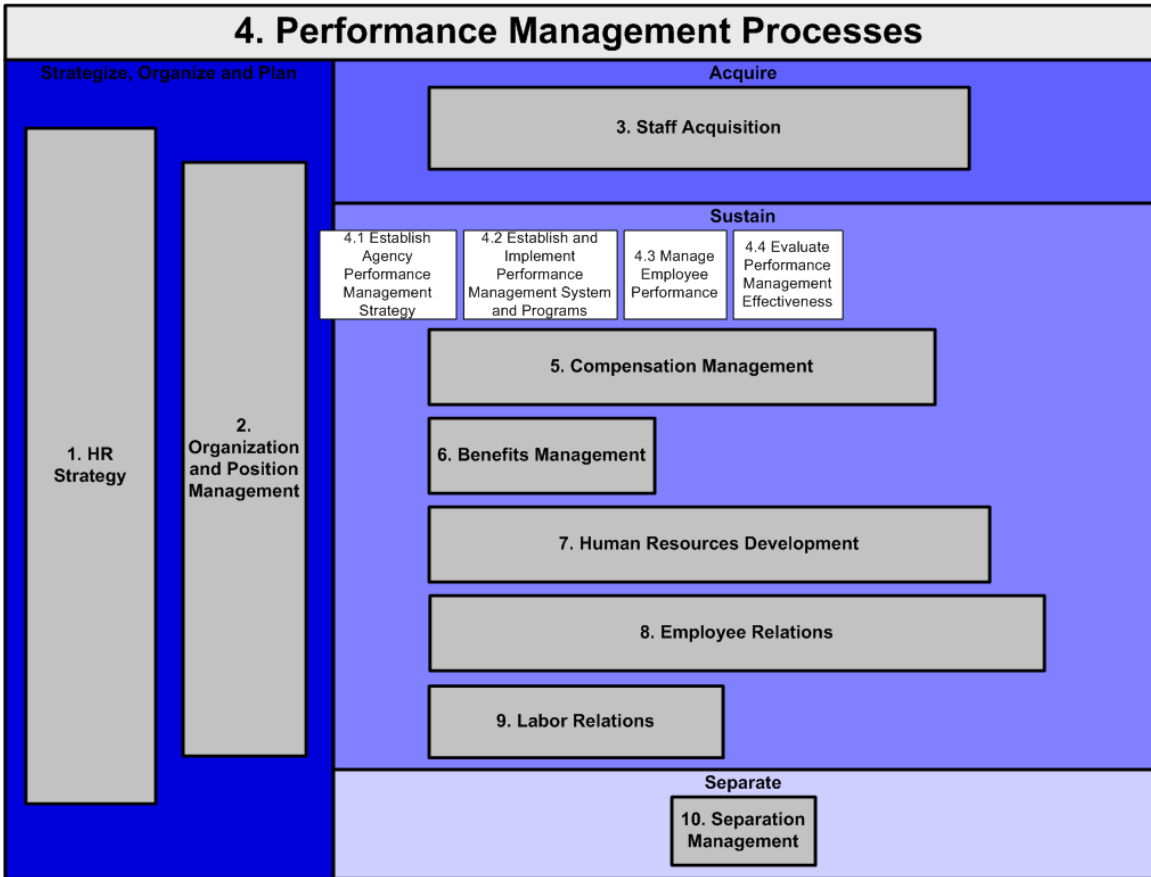 4. Performance Management Processes
Strategize, Organize and Plan
1. HR
Strategy
2.
Organization
and Position
Management
Acquire
3. Staff Acquisition
Sustain
4.1 Establish
Agency
Performance
Management
Strategy
4.2 Establish and
Implement
Performance
Management System
and Programs
4.3 Manage
Employee
Performance
4.4 Evaluate
Performance
Management
Effectiveness
5. Compensation Management
6. Benefits Management
7. Human Resources Development
8. Employee Relations
9. Labor Relations
Separate
10. Separation
Management